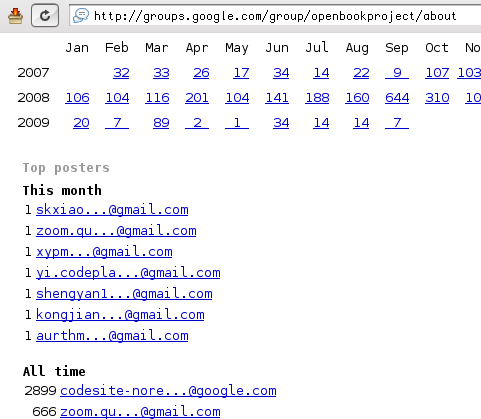 http://groups.google.com/group/openbookproject/about
Jan Feb Mar Apr May Jun Jul Aug Sep Oct No
2007 32 33 26 17 34 14 22 9 107 103
2008 106 104 116 201 104 141 188 160 644 310 10
2009 20 7 89 2 1 34 14 14 7
Top posters
This month
1 skxiao...@gmail.com
1 zoom.qu...@gmail.com
1 xypm...@gmail.com
1 yi.codepla...@gmail.com
1 shengyan1...@gmail.com
1 kongjian...@gmail.com
1 aurthm...@gmail.com
All time
2899 codesite-nore...@google.com
666 zoom.qu...@gmail.com